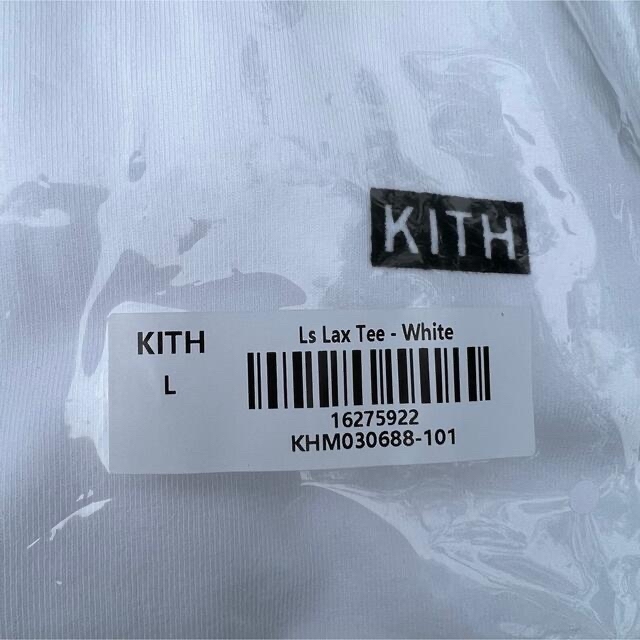 KITH
KITH
L
Ls Lax Tee - White
16275922
KHM030688-101